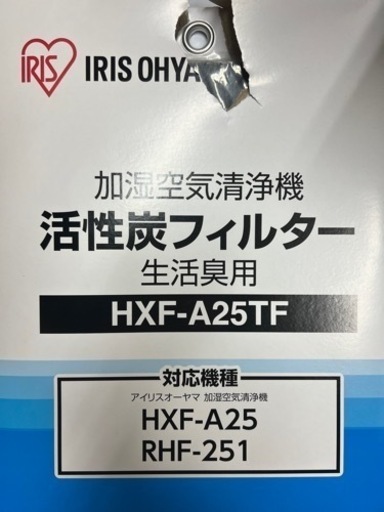 IRIS
IRIS OHYA
加湿空気清浄機
活性炭フィルター
生活臭用
HXF-A25TF
対応機種
アイリスオーヤマ 加湿空気清浄機
HXF-A25
RHF-251